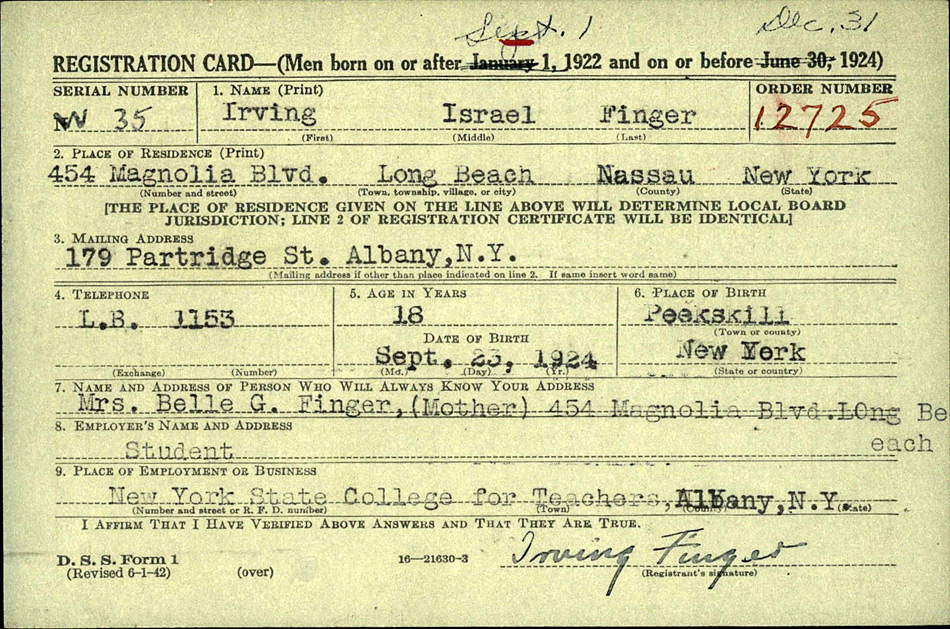 Sept. 1 Dec. 31
REGISTRATION CARD—(Men born on or after January 1, 1922 and on or before June 30, 1924)
SERIAL NUMBER 1. NAME (Print) ORDER NUMBER
W 35 Irving Israel Finger 12725
(First) (Middle) (Last)
2. PLACE OF RESIDENCE (Print)
454 Magnolia Blvd. Long Beach Nassau New York
(Number and street) (Town, township, village, or city) (County) (State)
[THE PLACE OF RESIDENCE GIVEN ON THE LINE ABOVE WILL DETERMINE LOCAL BOARD
JURISDICTION; LINE 2 OF REGISTRATION CERTIFICATE WILL BE IDENTICAL]
3. MAILING ADDRESS
179 Partridge St. Albany,N.Y.
(Mailing address if other than place indicated on line 2. If same insert word same)
4. TELEPHONE 5. AGE IN YEARS 6. PLACE OF BIRTH
L.B. 1153 18 Peekskill
(Town or county)
DATE OF BIRTH
Sept. 23, 1924 New York
(Exchange) (Number) (Mo.) (Day) (Yr.) (State or country)
7. NAME AND ADDRESS OF PERSON WHO WILL ALWAYS KNOW YOUR ADDRESS
Mrs. Belle G. Finger,(Mother) 454 Magnolia Blvd.LOng Be
8. EMPLOYER'S NAME AND ADDRESS
Student each
9. PLACE OF EMPLOYMENT OR BUSINESS
New York State College for Teachers,Albany,N.Y.
(Number and street or R. F. D. number) (Town) (County) (State)
I AFFIRM THAT I HAVE VERIFIED ABOVE ANSWERS AND THAT THEY ARE TRUE.
Irving Finger
D. S. S. Form 1 16—21630-3
(Revised 6-1-42) (over) (Registrant's signature)